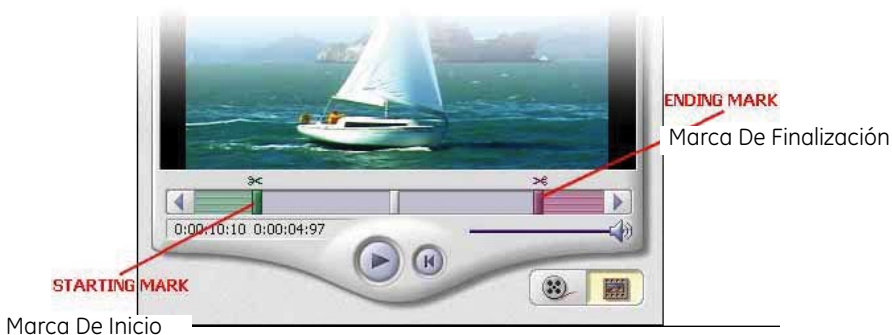 ENDING MARK
Marca De Finalización
0:00:10:10 0:00:04:97
STARTING MARK
Marca De Inicio